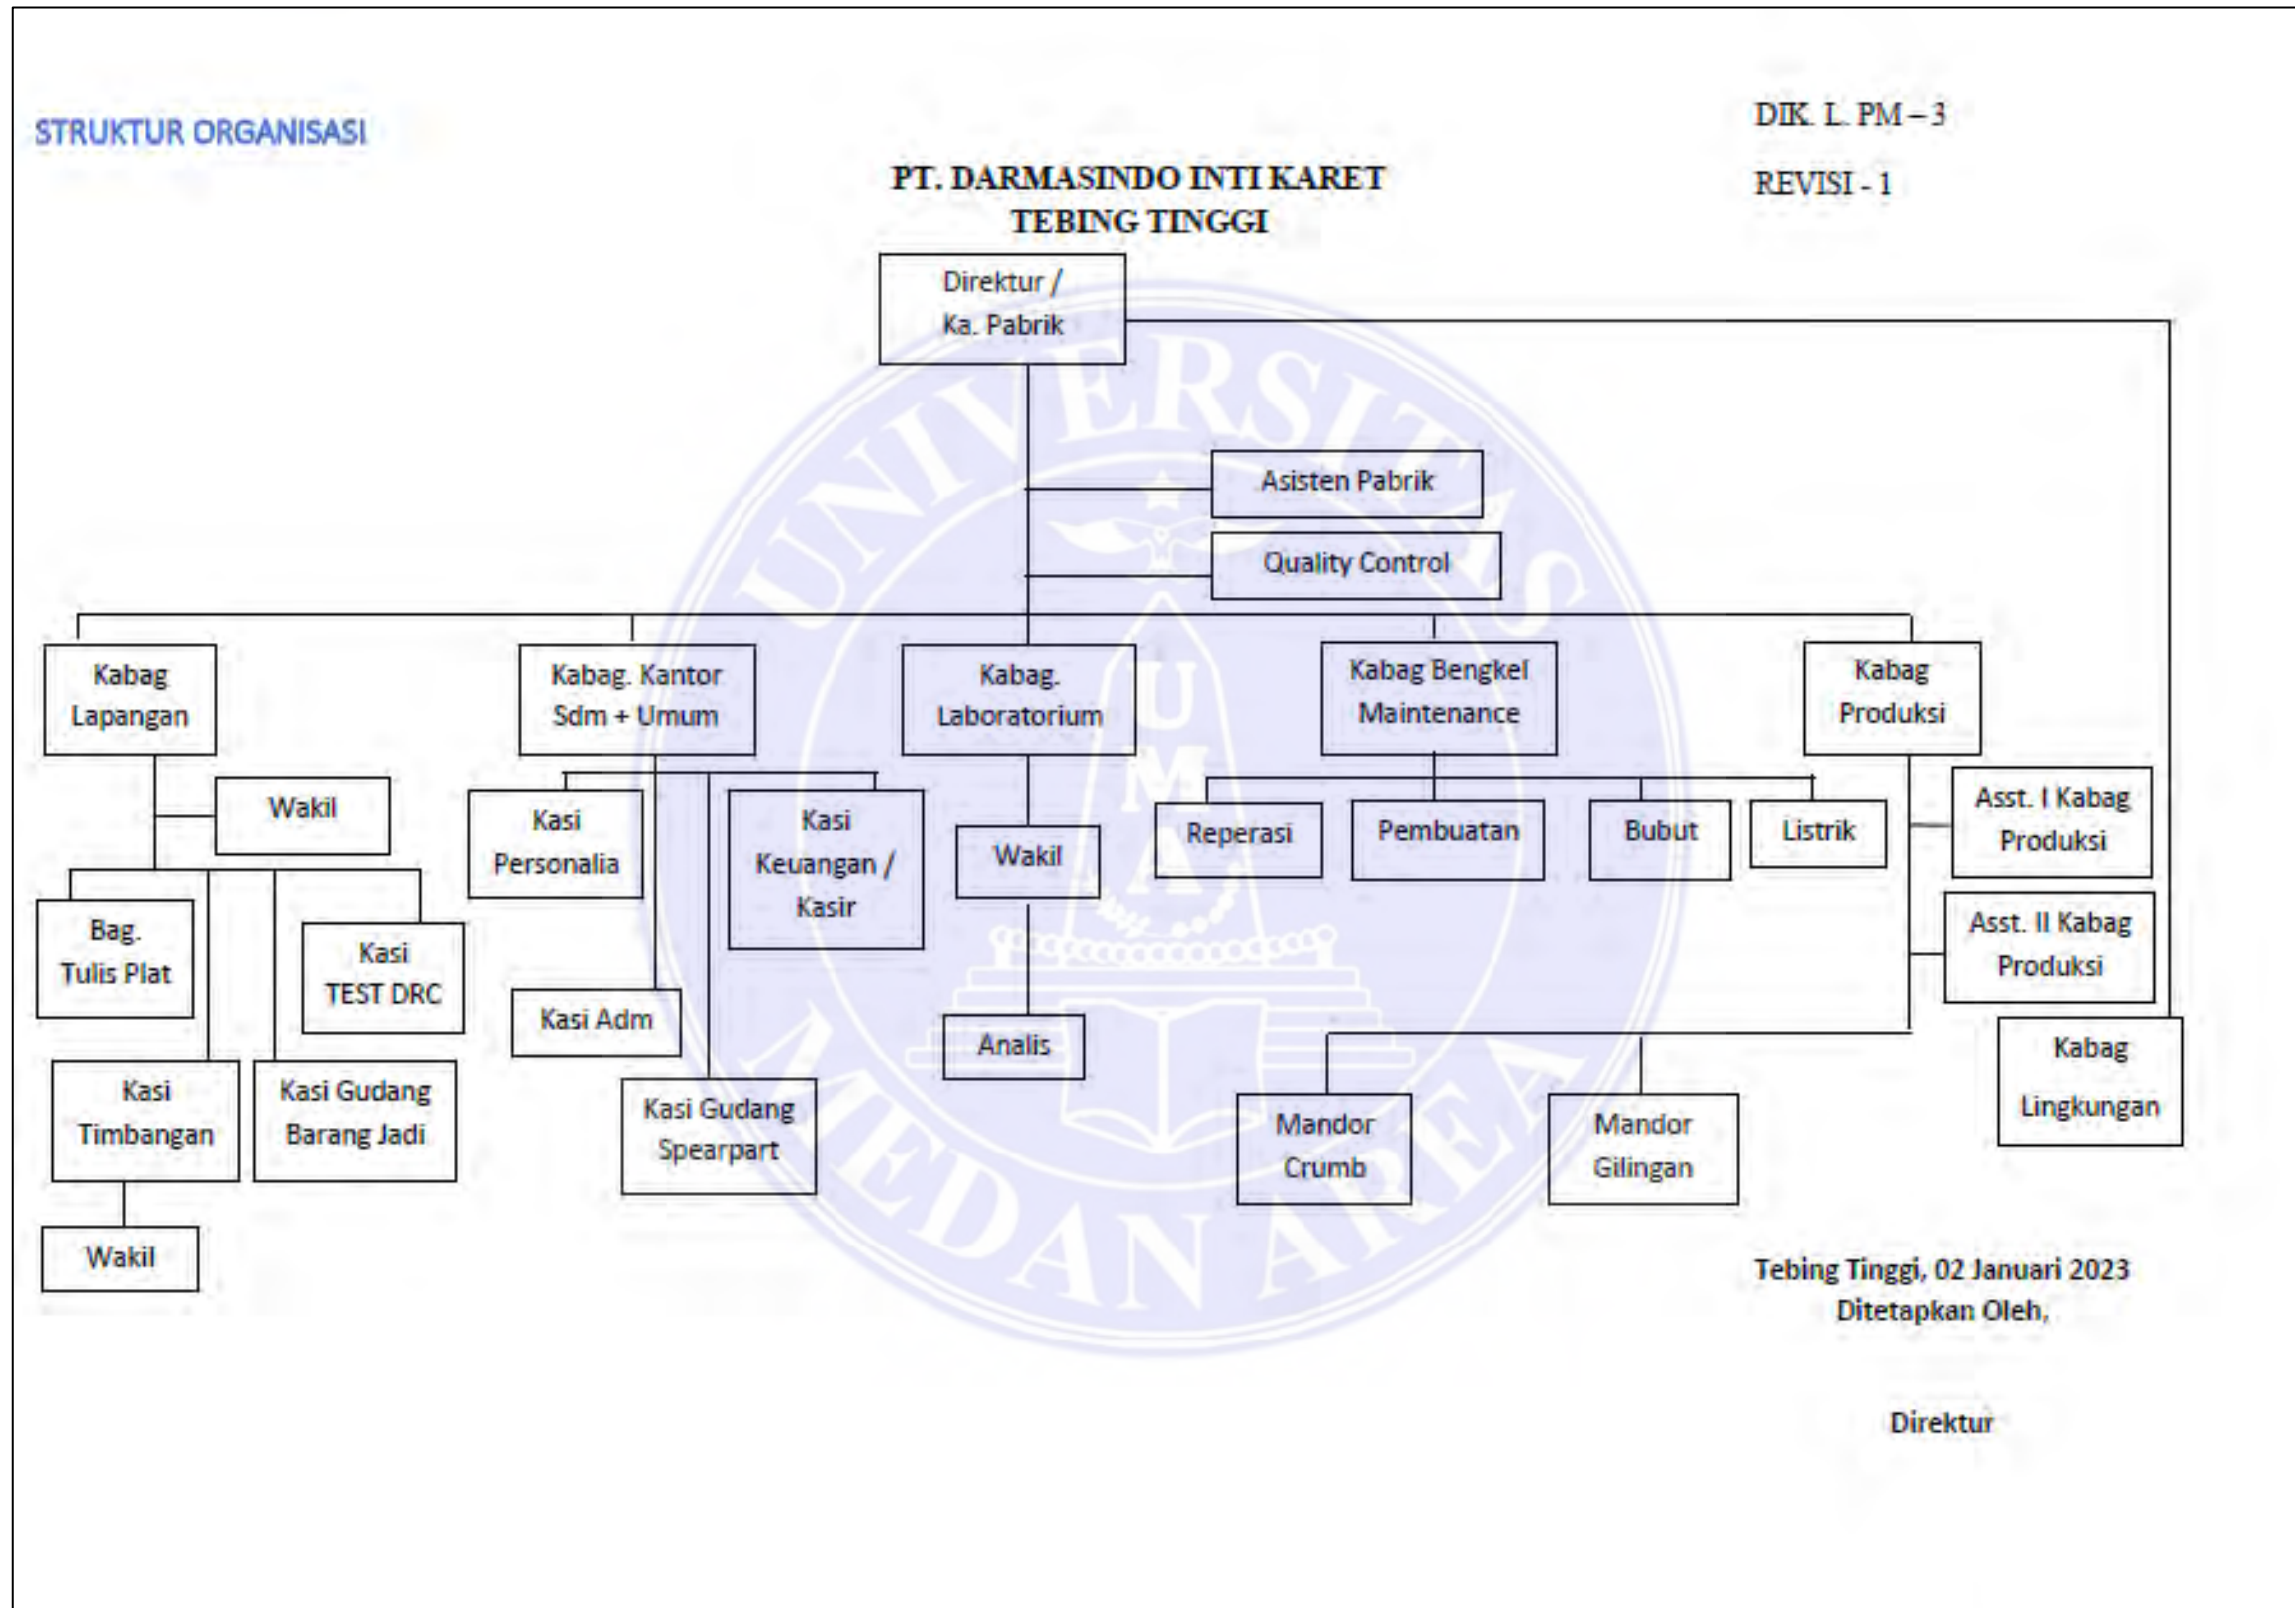 STRUKTUR ORGANISASI
DIK. L. PM – 3
REVISI - 1
PT. DARMASINDO INTI KARET
TEBING TINGGI
Direktur /
Ka. Pabrik
Asisten Pabrik
Quality Control
Kabag
Lapangan
Kabag. Kantor
Sdm + Umum
Kabag.
Laboratorium
Kabag Bengkel
Maintenance
Kabag
Produksi
Wakil
Bag.
Tulis Plat
Kasi
TEST DRC
Kasi
Timbangan
Kasi Gudang
Barang Jadi
Wakil
Kasi
Personalia
Kasi
Keuangan /
Kasir
Kasi Adm
Kasi Gudang
Spearpart
Wakil
Analis
Reperasi
Pembuatan
Bubut
Listrik
Asst. I Kabag
Produksi
Asst. II Kabag
Produksi
Mandor
Crumb
Mandor
Gilingan
Kabag
Lingkungan
Tebing Tinggi, 02 Januari 2023
Ditetapkan Oleh,
Direktur
UNIVERSITAS
UMA
MEDAN AREA